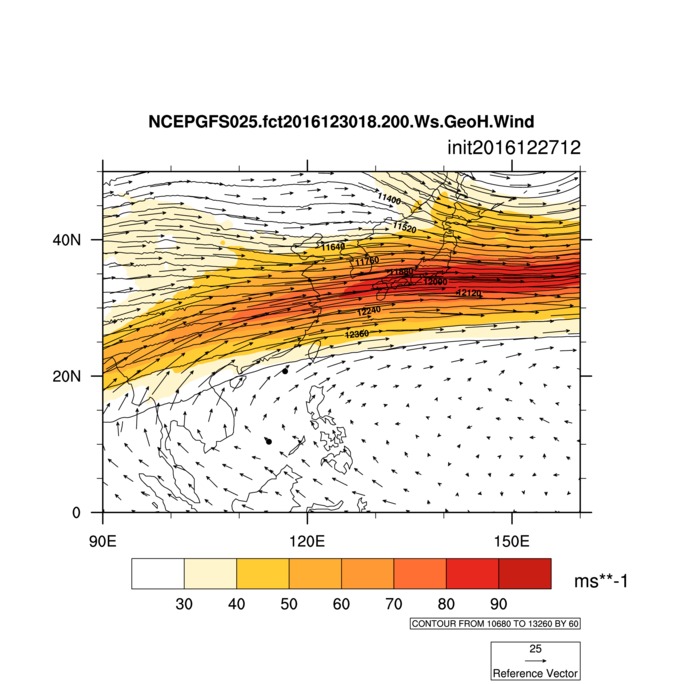 NCEPGFS025.fct2016123018.200.Ws.GeoH.Wind
init2016122712
11400
11520
40N
11640
11760
11880
12000
12120
12240
12360
20N
0
90E 120E 150E
ms**-1
30 40 50 60 70 80 90
CONTOUR FROM 10680 TO 13260 BY 60
25
Reference Vector